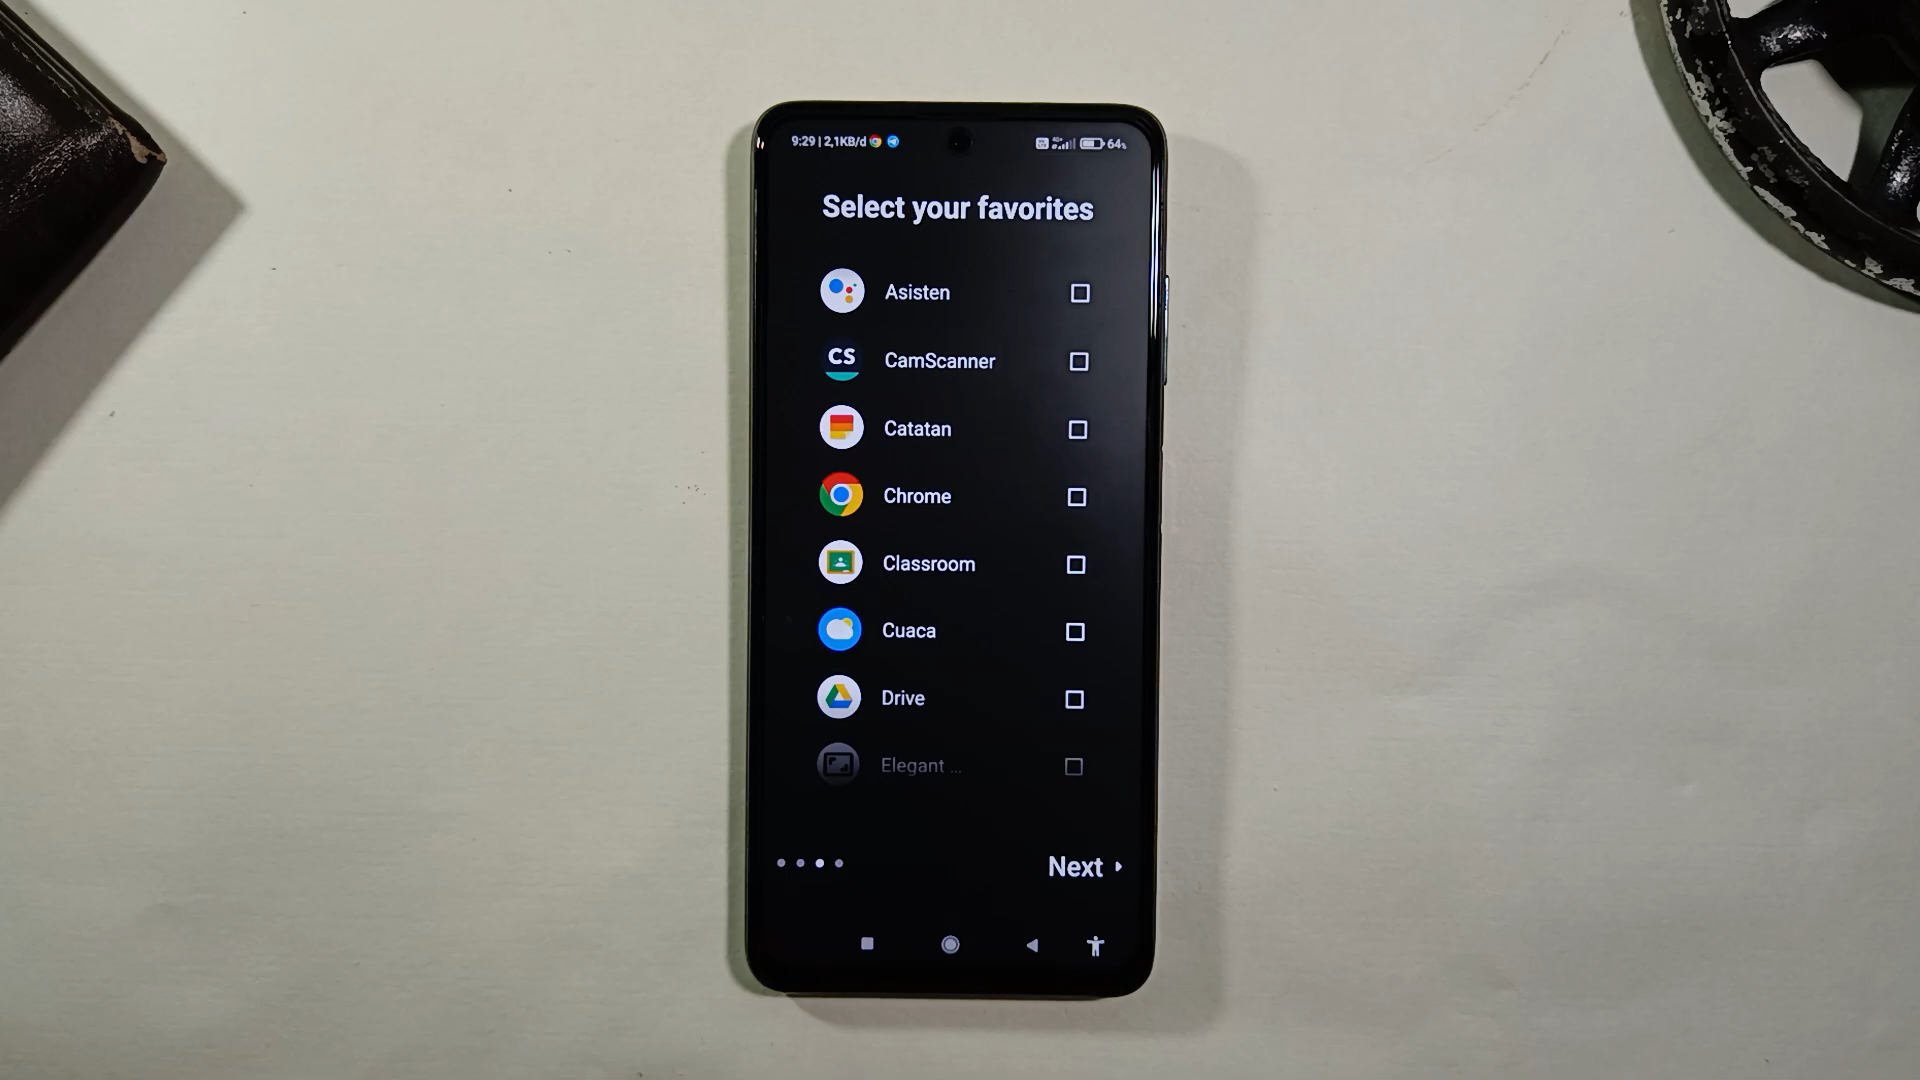 9:29 | 2,1KB/d 64%
Select your favorites
Asisten
CS CamScanner
Catatan
Chrome
Classroom
Cuaca
Drive
Elegant ...
Next